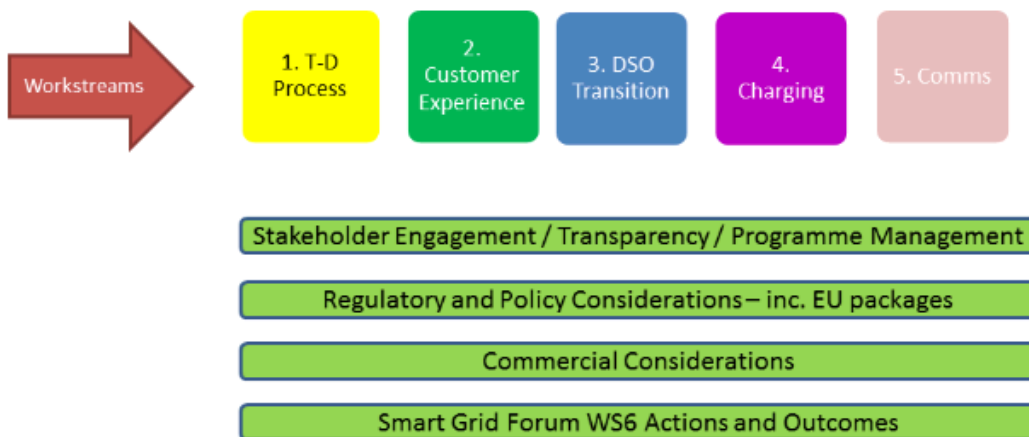 Workstreams
1. T-D
Process
2.
Customer
Experience
3. DSO
Transition
4.
Charging
5. Comms
Stakeholder Engagement / Transparency / Programme Management
Regulatory and Policy Considerations – inc. EU packages
Commercial Considerations
Smart Grid Forum WS6 Actions and Outcomes